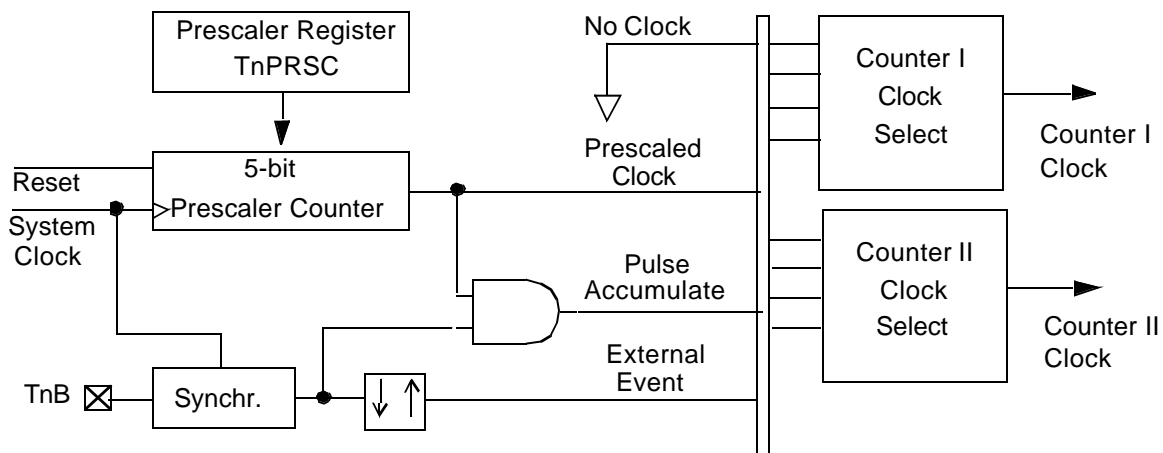 Prescaler Register
TnPRSC
No Clock
Counter I
Clock
Select
Counter I
Clock
5-bit
Prescaler Counter
Reset
System
Clock
Prescaled
Clock
Counter II
Clock
Select
Counter II
Clock
Pulse
Accumulate
External
Event
TnB
Synchr.